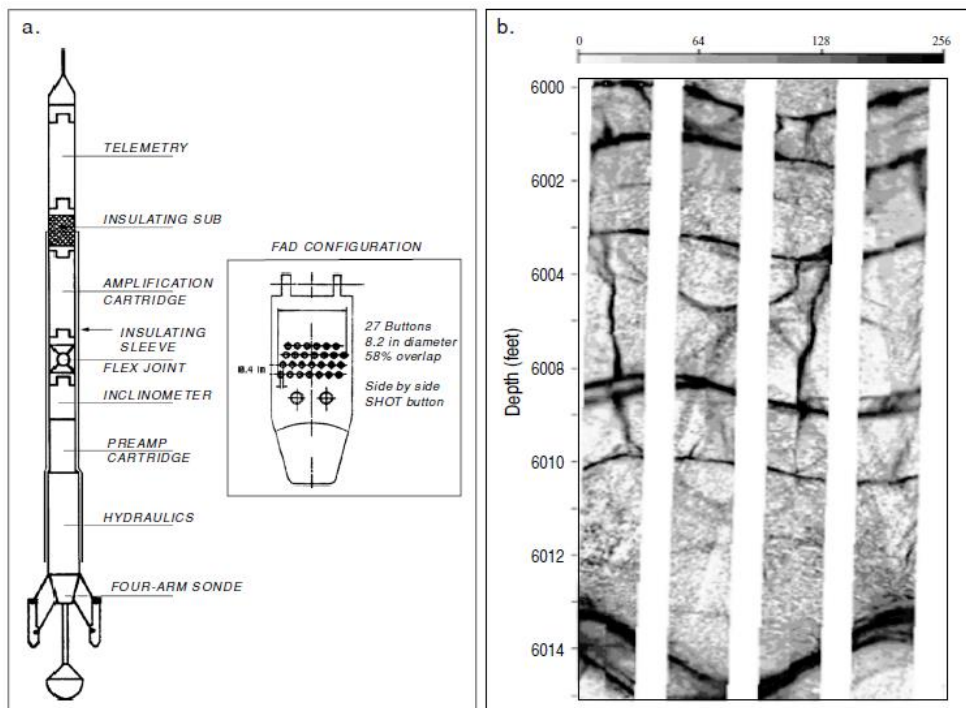 a.
TELEMETRY
INSULATING SUB
AMPLIFICATION
CARTRIDGE
INSULATING
SLEEVE
FLEX JOINT
INCLINOMETER
PREAMP
CARTRIDGE
HYDRAULICS
FOUR-ARM SONDE
FAD CONFIGURATION
27 Buttons
8.2 in diameter
58% overlap
Side by side
SHOT button
b.
0 64 128 256
Depth (feet)
6000
6002
6004
6006
6008
6010
6012
6014